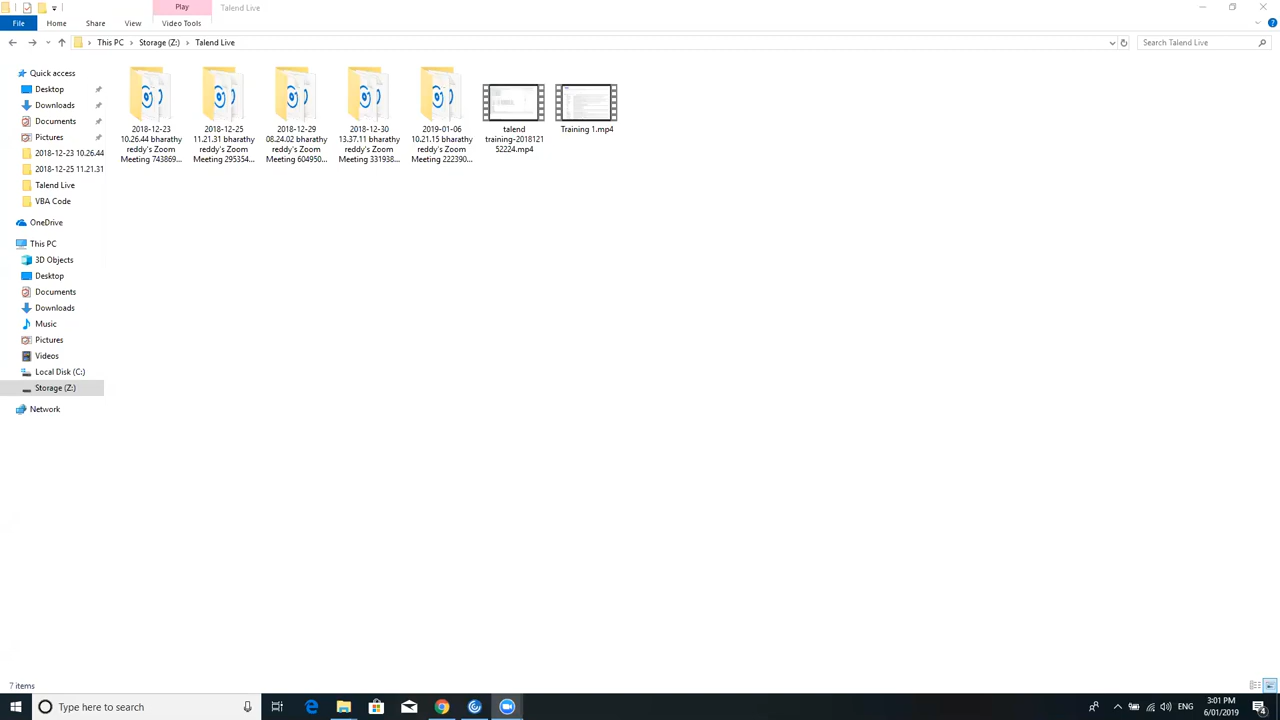 Play
Talend Live
File
Home
Share
View
Video Tools
This PC
Storage (Z:)
Talend Live
Search Talend Live
Quick access
Desktop
Downloads
Documents
Pictures
2018-12-23 10.26.44
2018-12-25 11.21.31
Talend Live
VBA Code
OneDrive
This PC
3D Objects
Desktop
Documents
Downloads
Music
Pictures
Videos
Local Disk (C:)
Storage (Z:)
Network
2018-12-23
10.26.44 bharathy
reddy's Zoom
Meeting 743869...
2018-12-25
11.21.31 bharathy
reddy's Zoom
Meeting 295354...
2018-12-29
08.24.02 bharathy
reddy's Zoom
Meeting 604950...
2018-12-30
13.37.11 bharathy
reddy's Zoom
Meeting 331938...
2019-01-06
10.21.15 bharathy
reddy's Zoom
Meeting 222390...
talend
training-2018121
52224.mp4
Training 1.mp4
7 items
Type here to search
ENG
3:01 PM
6/01/2019
4